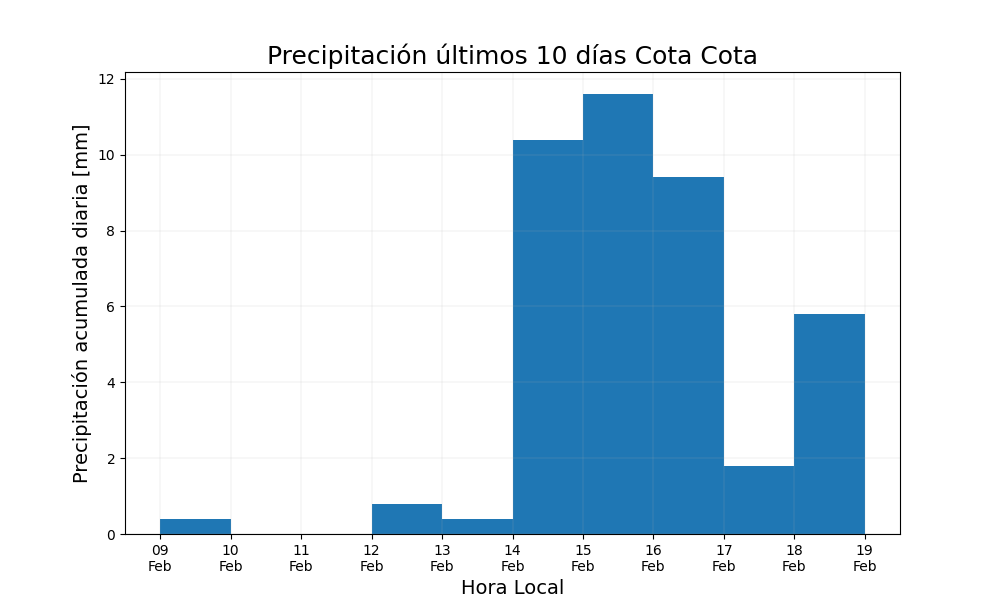 Precipitación últimos 10 días Cota Cota
Precipitación acumulada diaria [mm]
12
10
8
6
4
2
0
09 10 11 12 13 14 15 16 17 18 19
Feb Feb Feb Feb Feb Feb Feb Feb Feb Feb Feb
Hora Local